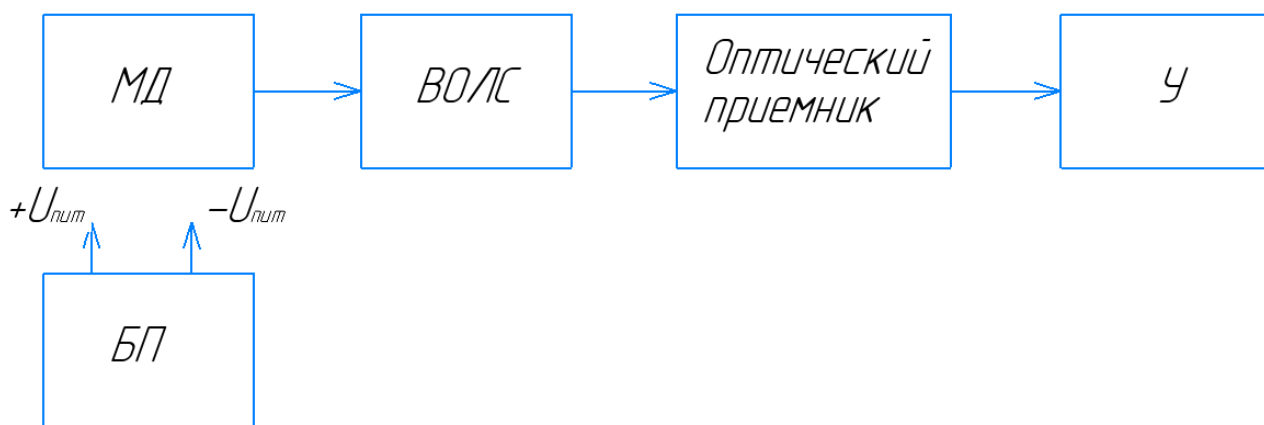 МД
ВОЛС
Оптический
приемник
У
+Uпит
−Uпит
БП